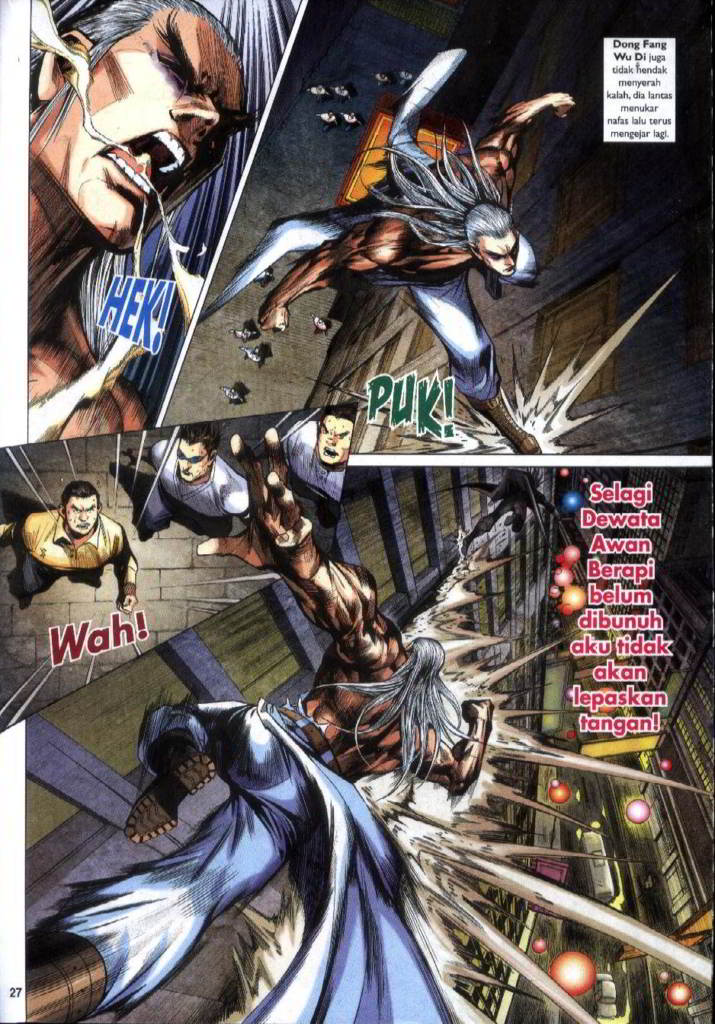 HEK!
Dong Fang
Wu Di juga
tidak hendak
menyerah
kalah, dia lantas
menukar
nafas lalu terus
mengejar lagi.
PUK!
Wah!
Selagi
Dewata
Awan
Berapi
belum
dibunuh
aku tidak
akan
lepaskan
tangan!
27